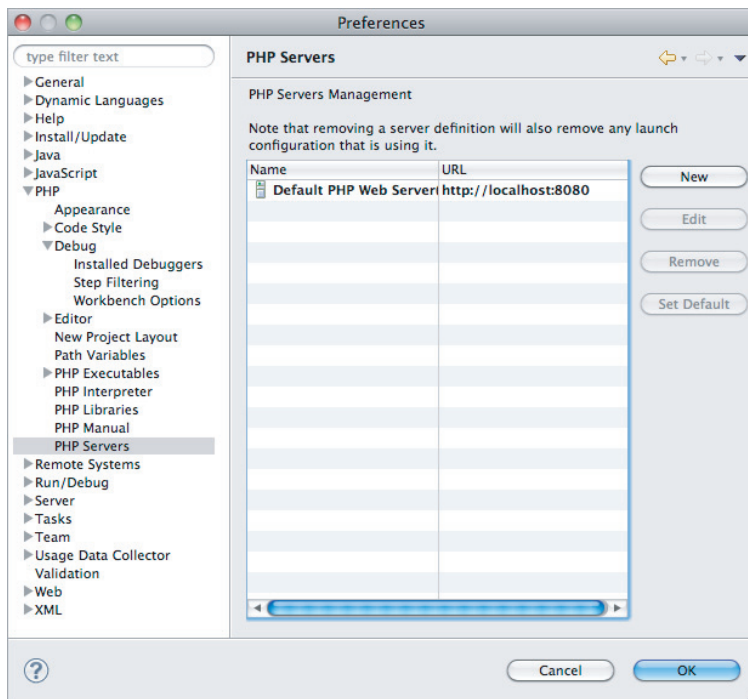 Preferences
type filter text
General
Dynamic Languages
Help
Install/Update
Java
JavaScript
PHP
Appearance
Code Style
Debug
Installed Debuggers
Step Filtering
Workbench Options
Editor
New Project Layout
Path Variables
PHP Executables
PHP Interpreter
PHP Libraries
PHP Manual
PHP Servers
Remote Systems
Run/Debug
Server
Tasks
Team
Usage Data Collector
Validation
Web
XML
PHP Servers
PHP Servers Management
Note that removing a server definition will also remove any launch
configuration that is using it.
Name URL
Default PHP Web Server( http://localhost:8080
New
Edit
Remove
Set Default
?
Cancel OK